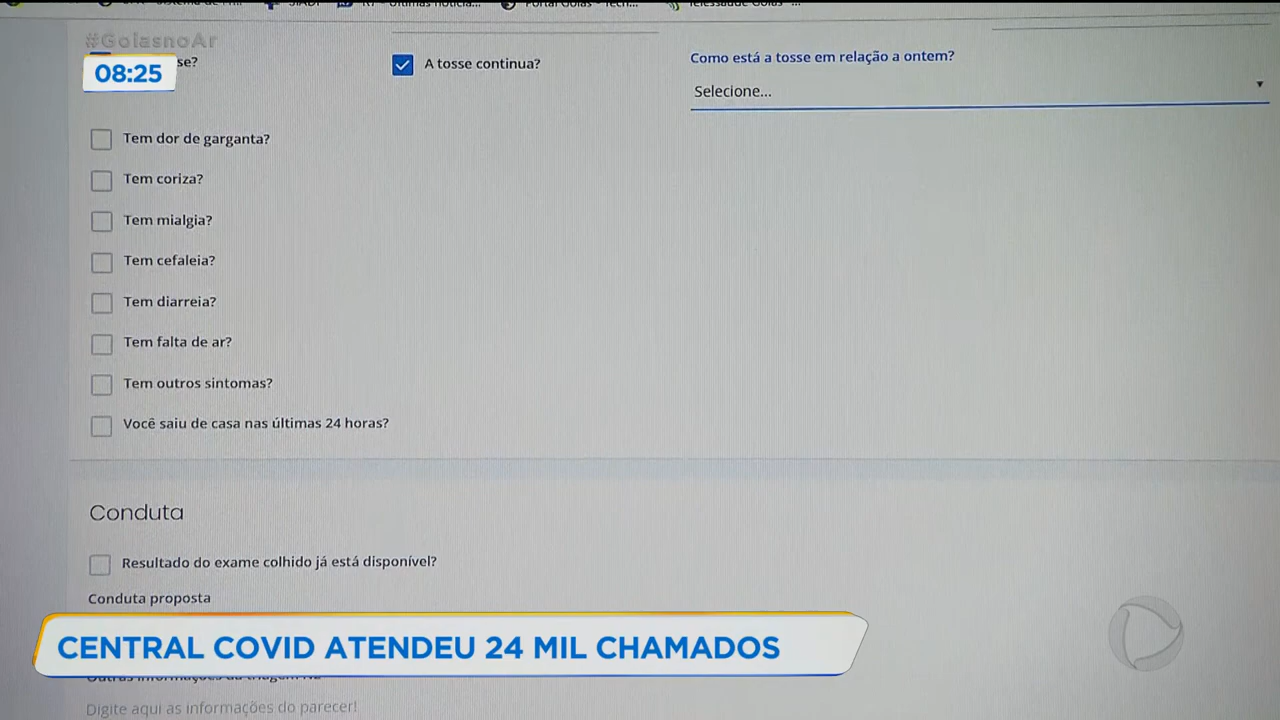 #GoiasnoAr
08:25
se?
A tosse continua?
Como está a tosse em relação a ontem?
Selecione...
Tem dor de garganta?
Tem coriza?
Tem mialgia?
Tem cefaleia?
Tem diarreia?
Tem falta de ar?
Tem outros sintomas?
Você saiu de casa nas últimas 24 horas?
Conduta
Resultado do exame colhido já está disponível?
Conduta proposta
CENTRAL COVID ATENDEU 24 MIL CHAMADOS
Digite aqui as informações do parecer!